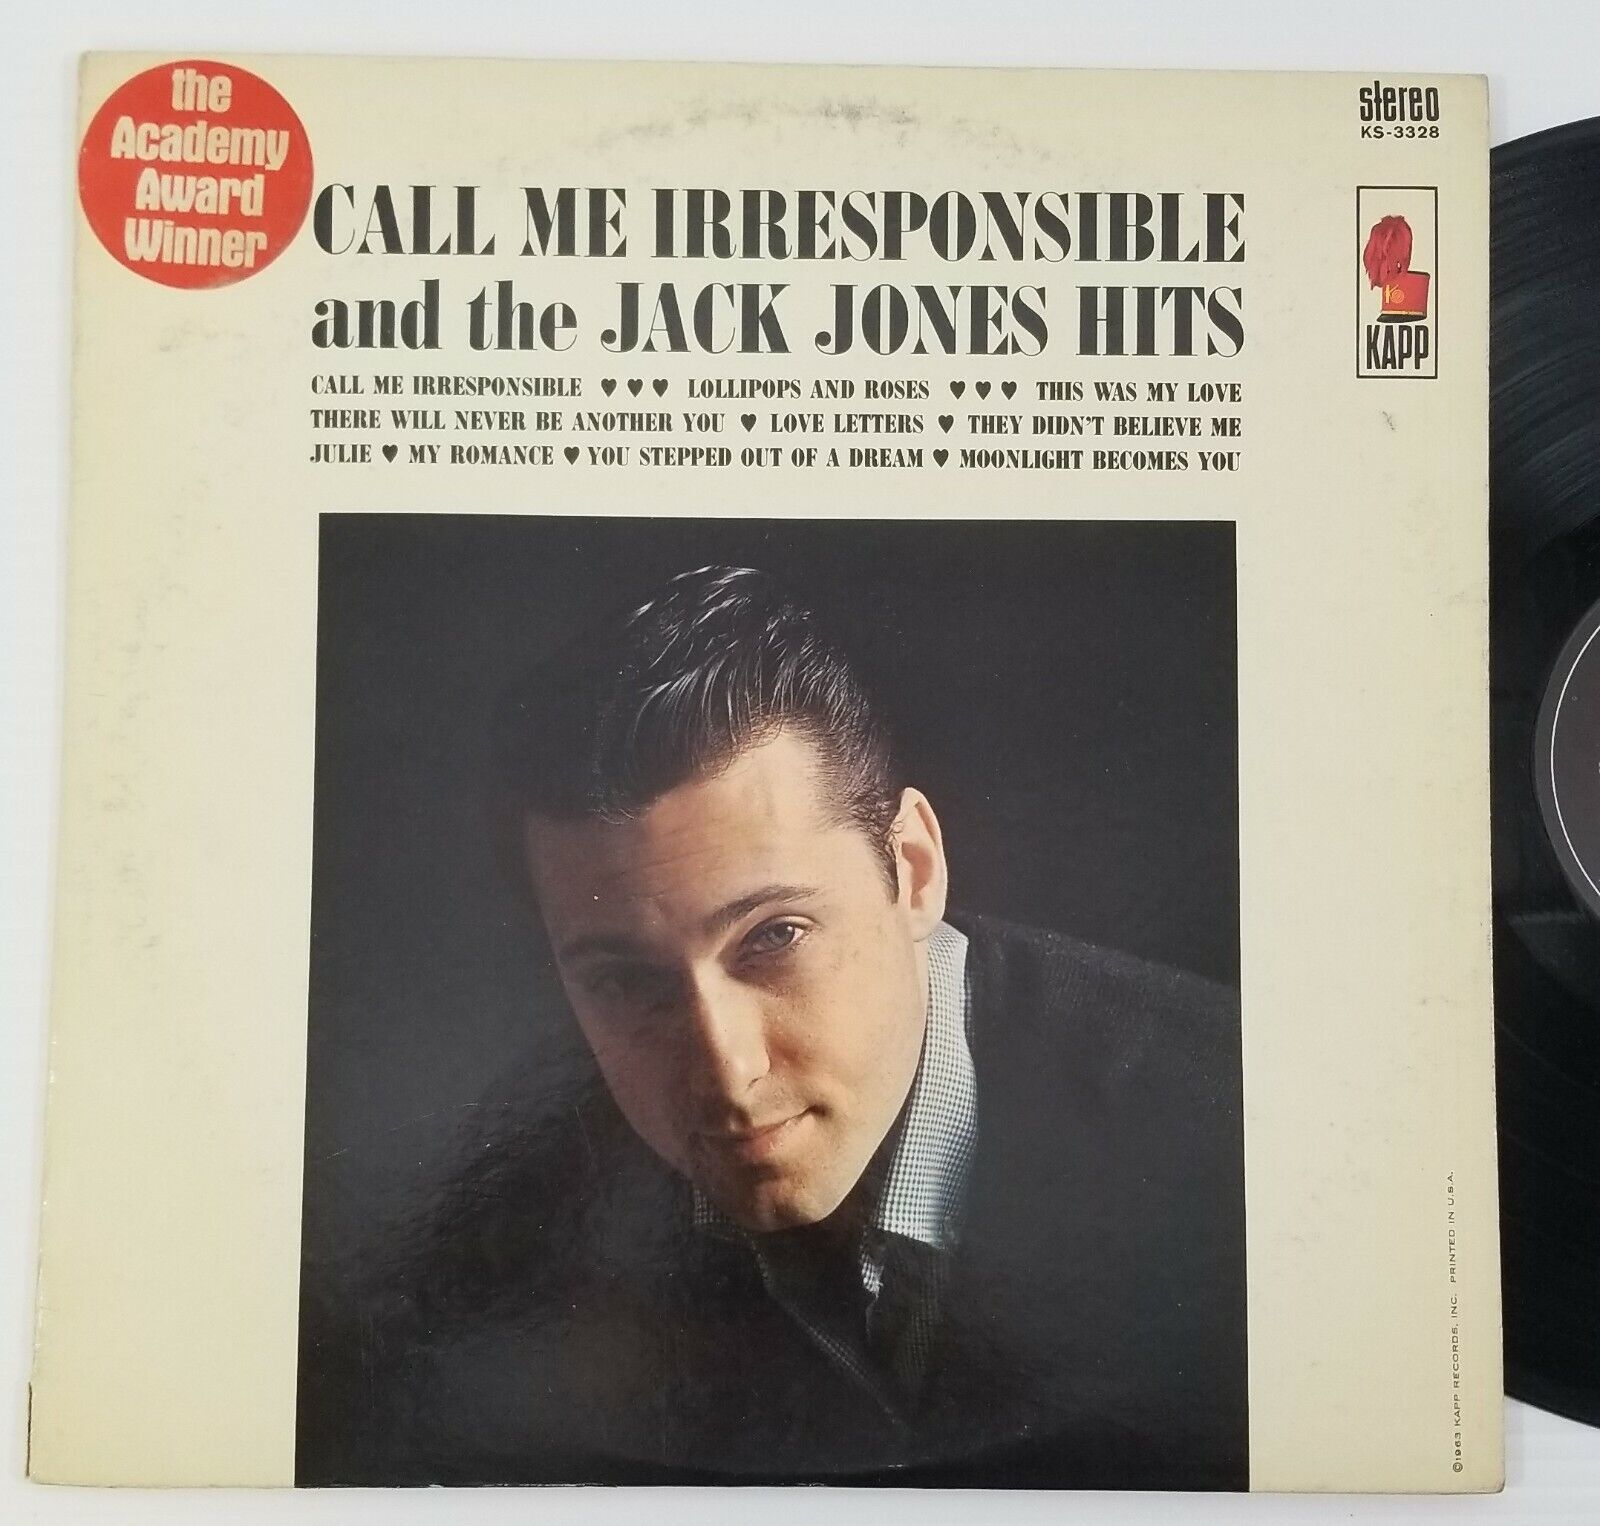 the
Academy
Award
Winner
stereo
KS-3328
CALL ME IRRESPONSIBLE
and the JACK JONES HITS
KAPP
CALL ME IRRESPONSIBLE ♥ ♥ ♥ LOLLIPOPS AND ROSES ♥ ♥ ♥ THIS WAS MY LOVE
THERE WILL NEVER BE ANOTHER YOU ♥ LOVE LETTERS ♥ THEY DIDN'T BELIEVE ME
JULIE ♥ MY ROMANCE ♥ YOU STEPPED OUT OF A DREAM ♥ MOONLIGHT BECOMES YOU
©1963 KAPP RECORDS, INC. PRINTED IN U.S.A.